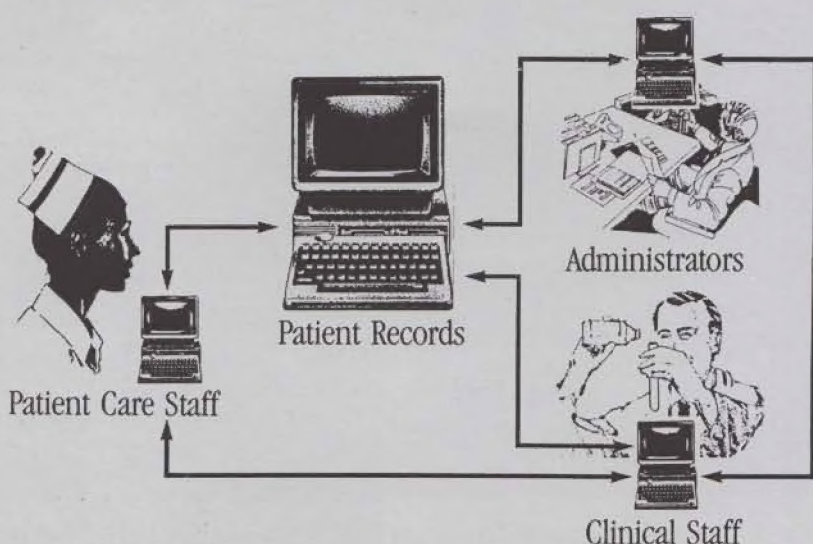 Administrators
Patient Records
Patient Care Staff
Clinical Staff